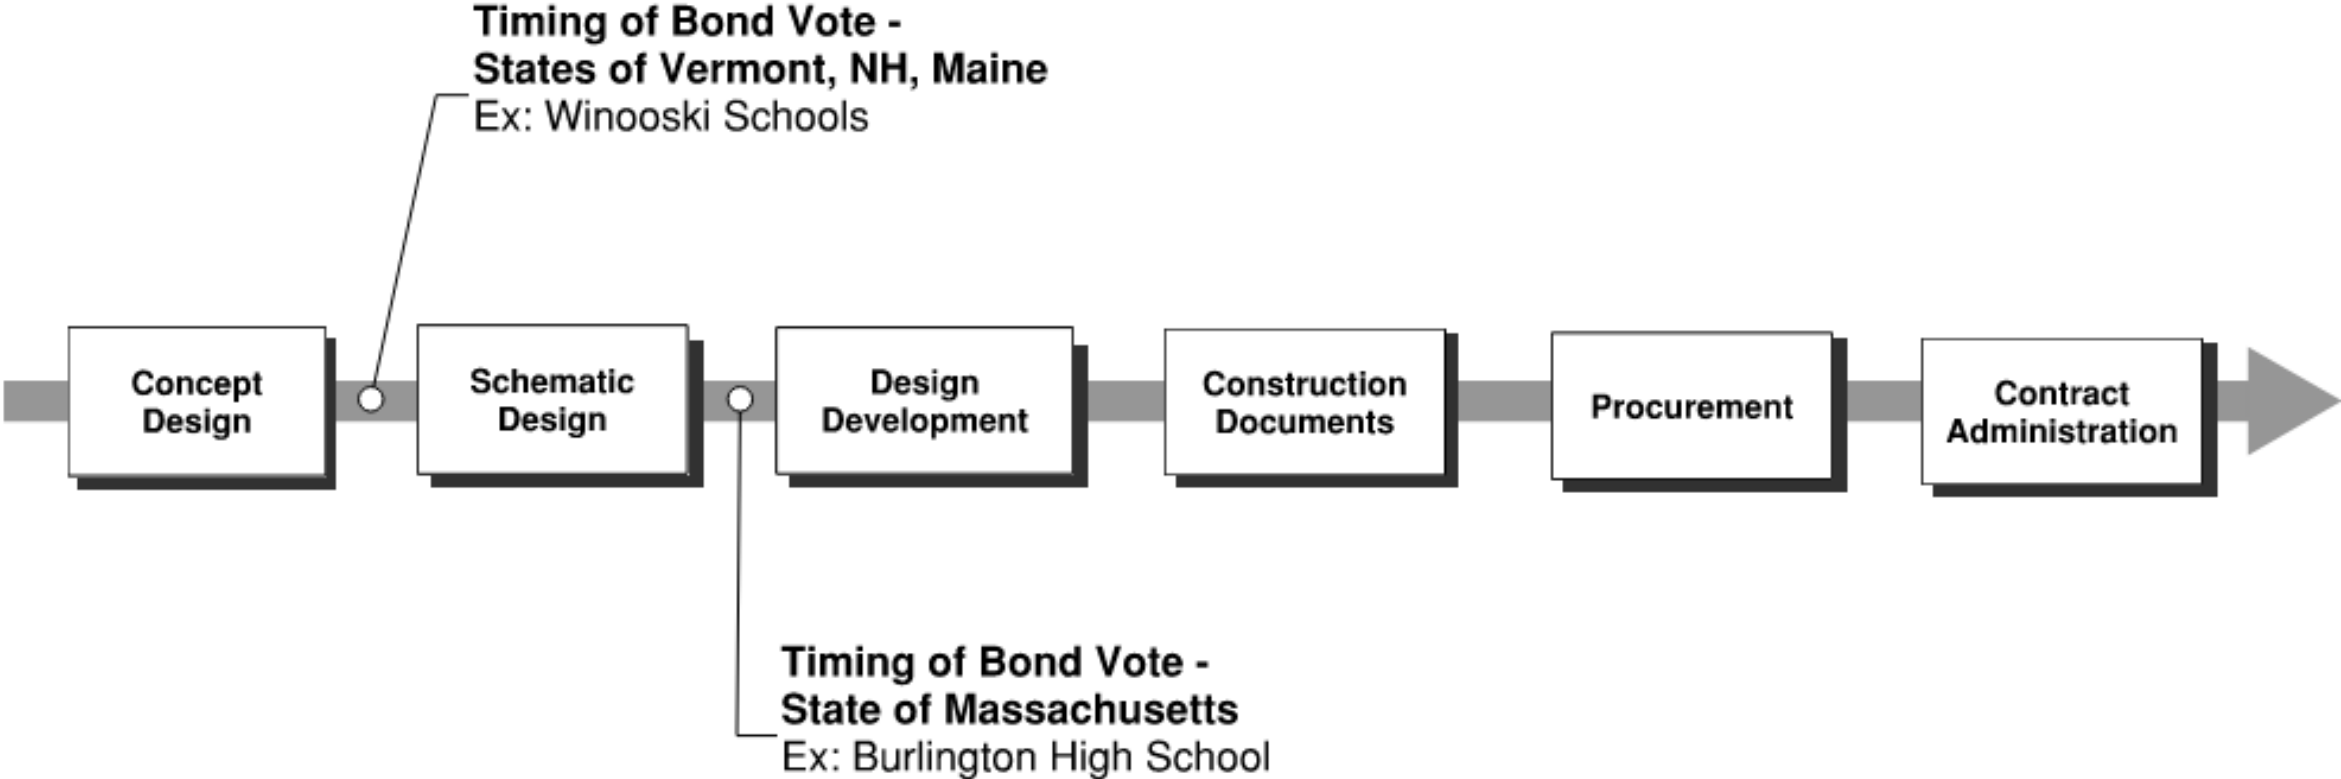 Timing of Bond Vote -
States of Vermont, NH, Maine
Ex: Winooski Schools
Concept
Design
Schematic
Design
Design
Development
Construction
Documents
Procurement
Contract
Administration
Timing of Bond Vote -
State of Massachusetts
Ex: Burlington High School